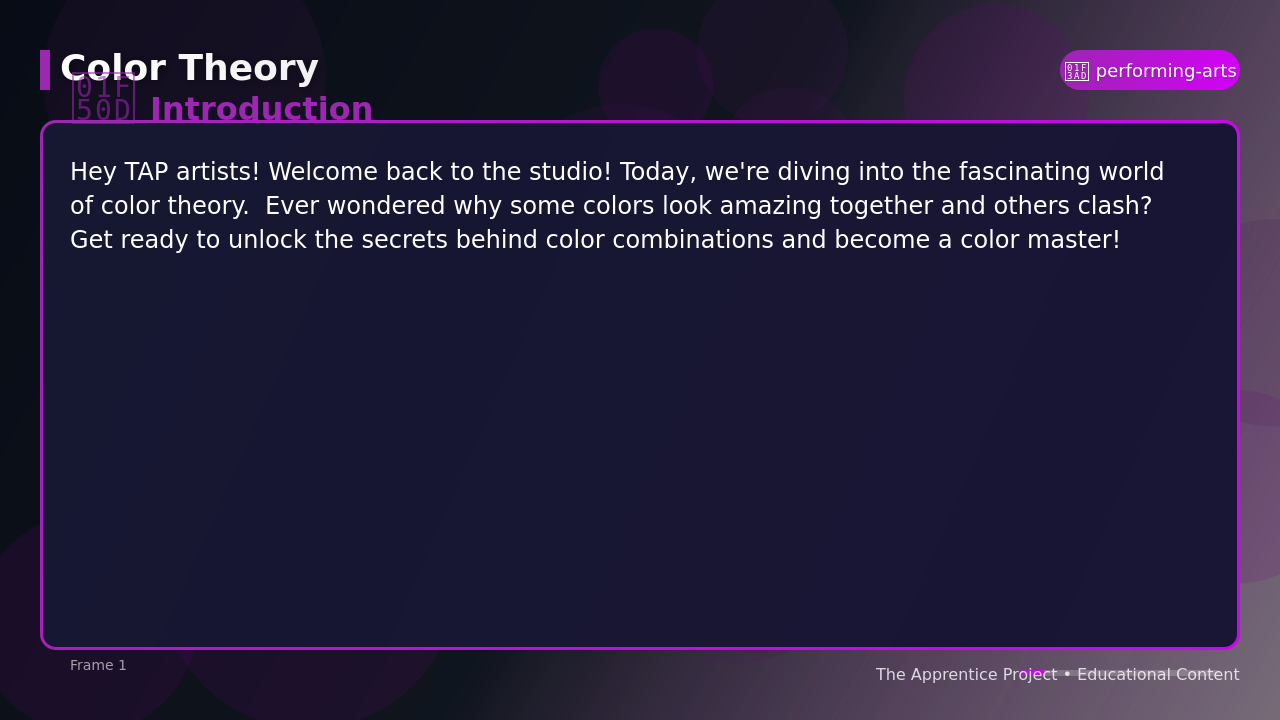 Color Theory
performing-arts
Introduction
Hey TAP artists! Welcome back to the studio! Today, we're diving into the fascinating world
of color theory.  Ever wondered why some colors look amazing together and others clash?
Get ready to unlock the secrets behind color combinations and become a color master!
Frame 1
The Apprentice Project • Educational Content